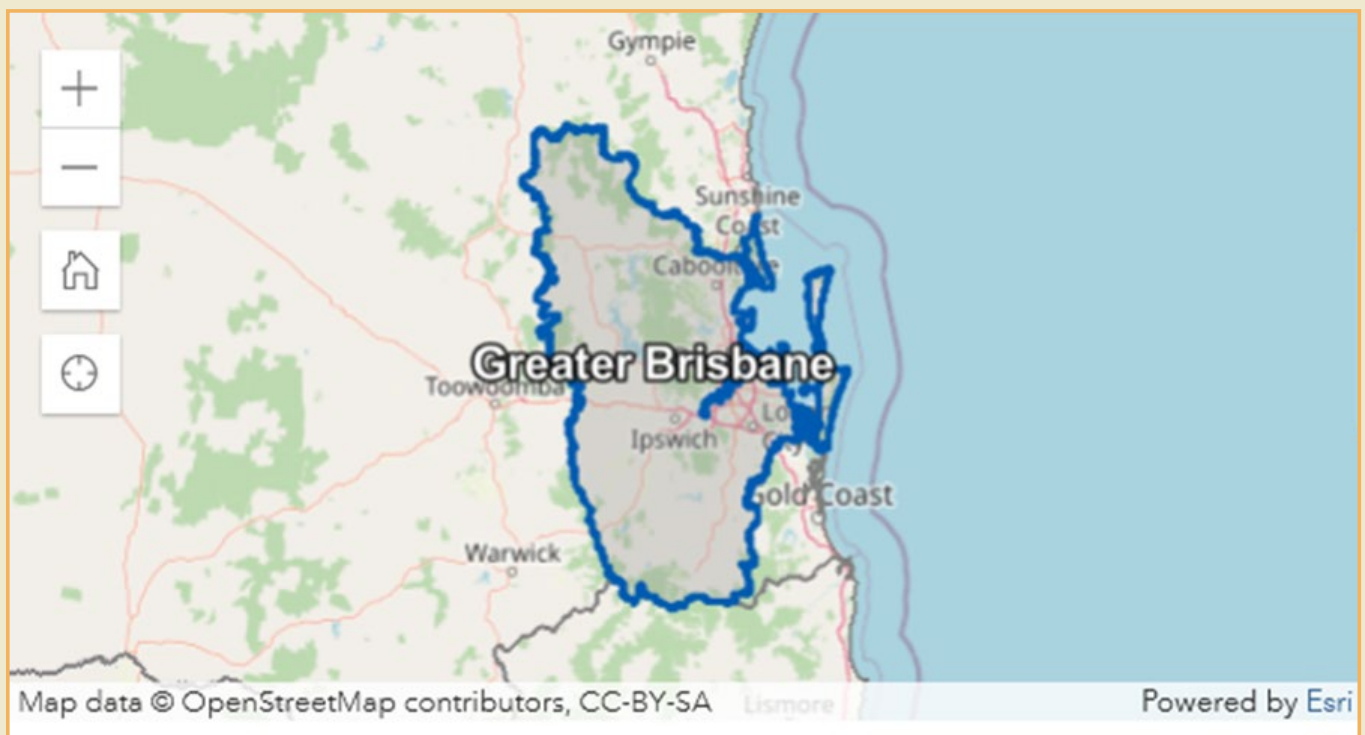 Gympie
Sunshine
Coast
Caboolture
Greater Brisbane
Toowoomba
Ipswich
Gold Coast
Warwick
Map data © OpenStreetMap contributors, CC-BY-SA
Lismore
Powered by Esri